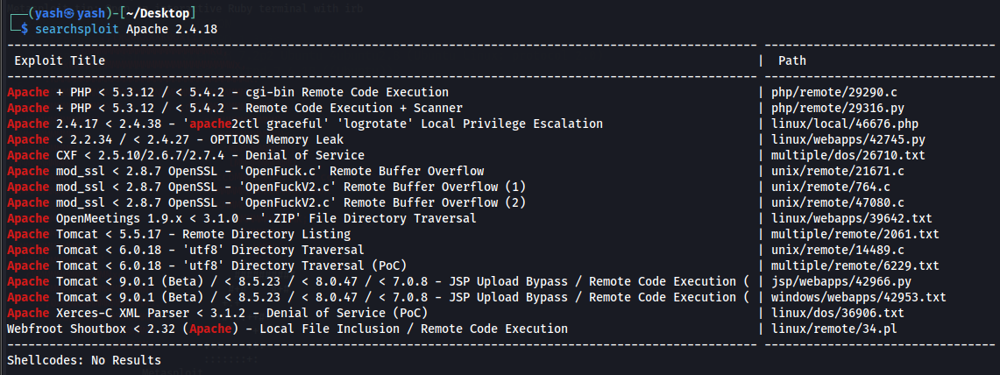 (yash㉿yash)-[~/Desktop]
$ searchsploit Apache 2.4.18
Exploit Title | Path
Apache + PHP < 5.3.12 / < 5.4.2 - cgi-bin Remote Code Execution | php/remote/29290.c
Apache + PHP < 5.3.12 / < 5.4.2 - Remote Code Execution + Scanner | php/remote/29316.py
Apache 2.4.17 < 2.4.38 - 'apache2ctl graceful' 'logrotate' Local Privilege Escalation | linux/local/46676.php
Apache < 2.2.34 / < 2.4.27 - OPTIONS Memory Leak | linux/webapps/42745.py
Apache CXF < 2.5.10/2.6.7/2.7.4 - Denial of Service | multiple/dos/26710.txt
Apache mod_ssl < 2.8.7 OpenSSL - 'OpenFuck.c' Remote Buffer Overflow | unix/remote/21671.c
Apache mod_ssl < 2.8.7 OpenSSL - 'OpenFuckV2.c' Remote Buffer Overflow (1) | unix/remote/764.c
Apache mod_ssl < 2.8.7 OpenSSL - 'OpenFuckV2.c' Remote Buffer Overflow (2) | unix/remote/47080.c
Apache OpenMeetings 1.9.x < 3.1.0 - '.ZIP' File Directory Traversal | linux/webapps/39642.txt
Apache Tomcat < 5.5.17 - Remote Directory Listing | multiple/remote/2061.txt
Apache Tomcat < 6.0.18 - 'utf8' Directory Traversal | unix/remote/14489.c
Apache Tomcat < 6.0.18 - 'utf8' Directory Traversal (PoC) | multiple/remote/6229.txt
Apache Tomcat < 9.0.1 (Beta) / < 8.5.23 / < 8.0.47 / < 7.0.8 - JSP Upload Bypass / Remote Code Execution ( | jsp/webapps/42966.py
Apache Tomcat < 9.0.1 (Beta) / < 8.5.23 / < 8.0.47 / < 7.0.8 - JSP Upload Bypass / Remote Code Execution ( | windows/webapps/42953.txt
Apache Xerces-C XML Parser < 3.1.2 - Denial of Service (PoC) | linux/dos/36906.txt
Webfroot Shoutbox < 2.32 (Apache) - Local File Inclusion / Remote Code Execution | linux/remote/34.pl
Shellcodes: No Results